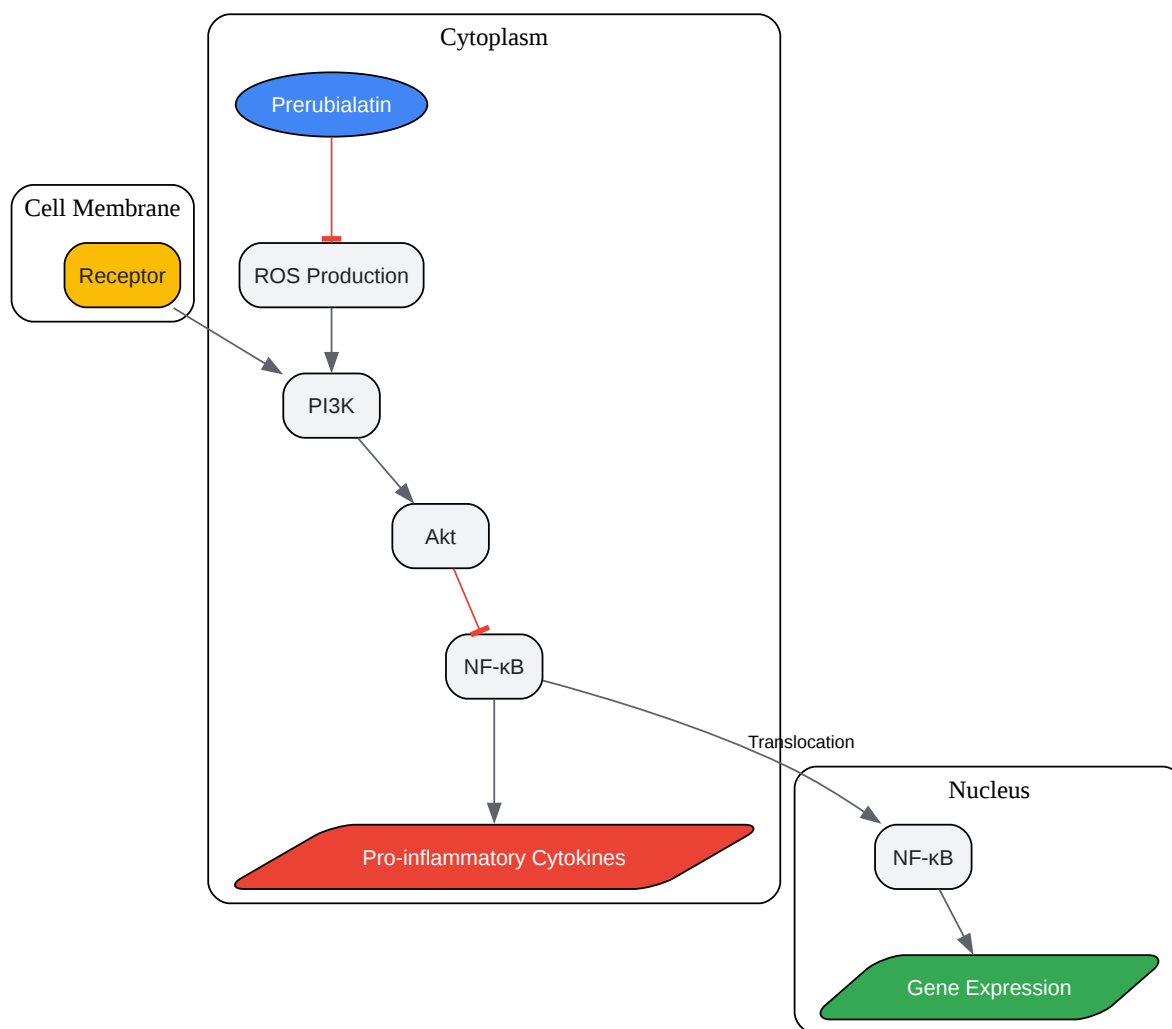 Cytoplasm
Prerubialatin
Cell Membrane
Receptor
ROS Production
PI3K
Akt
NF-κB
Translocation
Nucleus
Pro-inflammatory Cytokines
NF-κB
Gene Expression